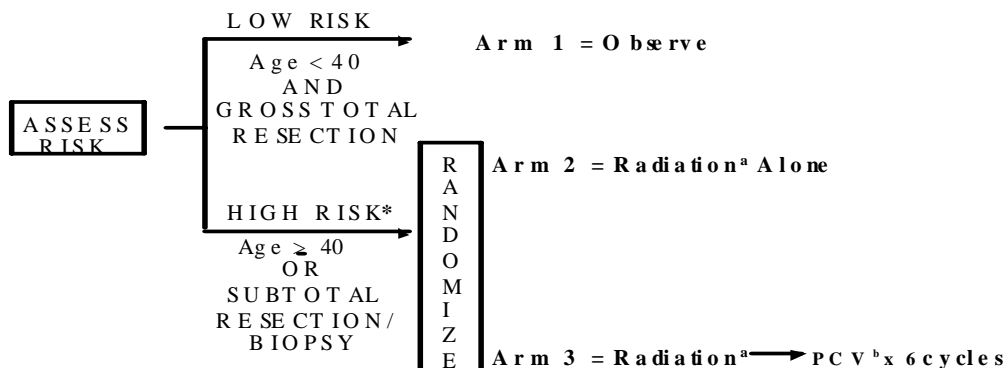 LOW RISK
Age < 40
AND
GROSS TOTAL
RESECTION
Arm 1 = Observe
ASSESS
RISK
HIGH RISK*
Age ≥ 40
OR
SUBTOTAL
RESECTION/
BIOPSY
RANDOMIZE
Arm 2 = Radiationᵃ Alone
Arm 3 = Radiationᵃ → PCVᵇ x 6 cycles